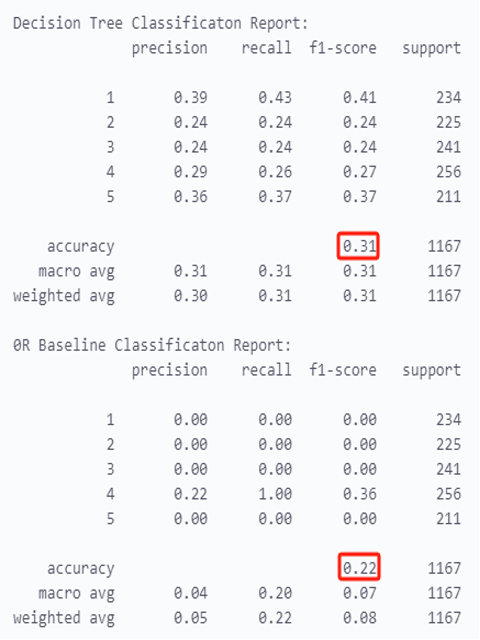 Decision Tree Classificaton Report:
precision recall f1-score support
1 0.39 0.43 0.41 234
2 0.24 0.24 0.24 225
3 0.24 0.24 0.24 241
4 0.29 0.26 0.27 256
5 0.36 0.37 0.37 211
accuracy 0.31 1167
macro avg 0.31 0.31 0.31 1167
weighted avg 0.30 0.31 0.31 1167
0R Baseline Classificaton Report:
precision recall f1-score support
1 0.00 0.00 0.00 234
2 0.00 0.00 0.00 225
3 0.00 0.00 0.00 241
4 0.22 1.00 0.36 256
5 0.00 0.00 0.00 211
accuracy 0.22 1167
macro avg 0.04 0.20 0.07 1167
weighted avg 0.05 0.22 0.08 1167